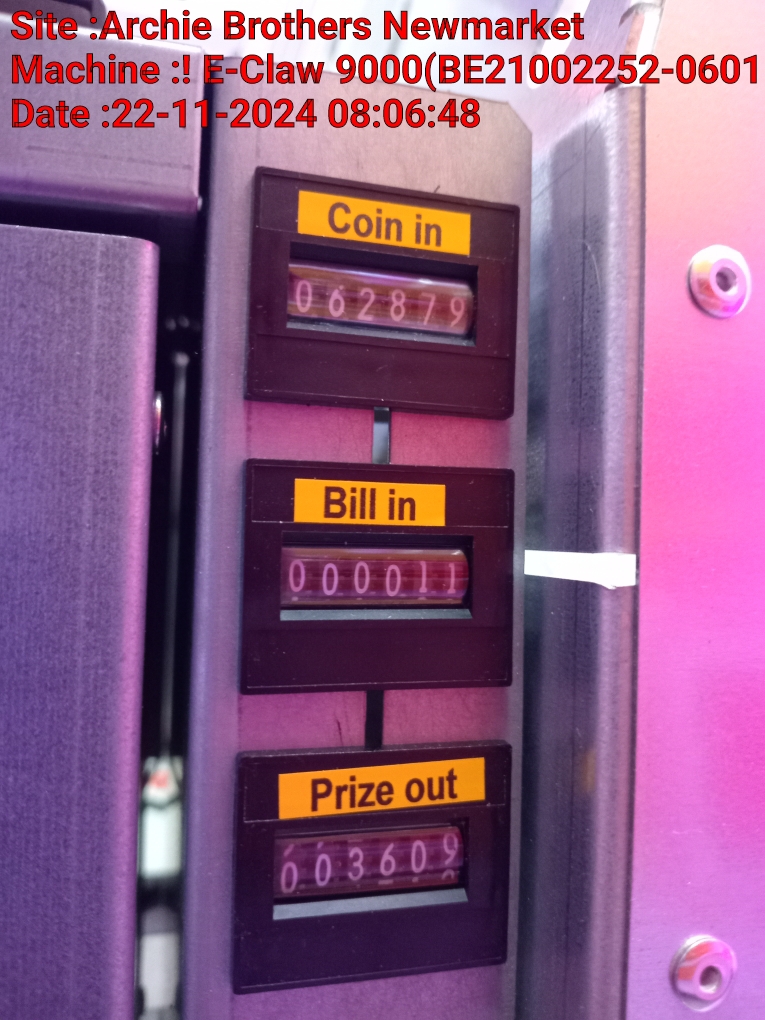 Site :Archie Brothers Newmarket
Machine :! E-Claw 9000(BE21002252-0601
Date :22-11-2024 08:06:48
Coin in
062879
Bill in
000011
Prize out
003609